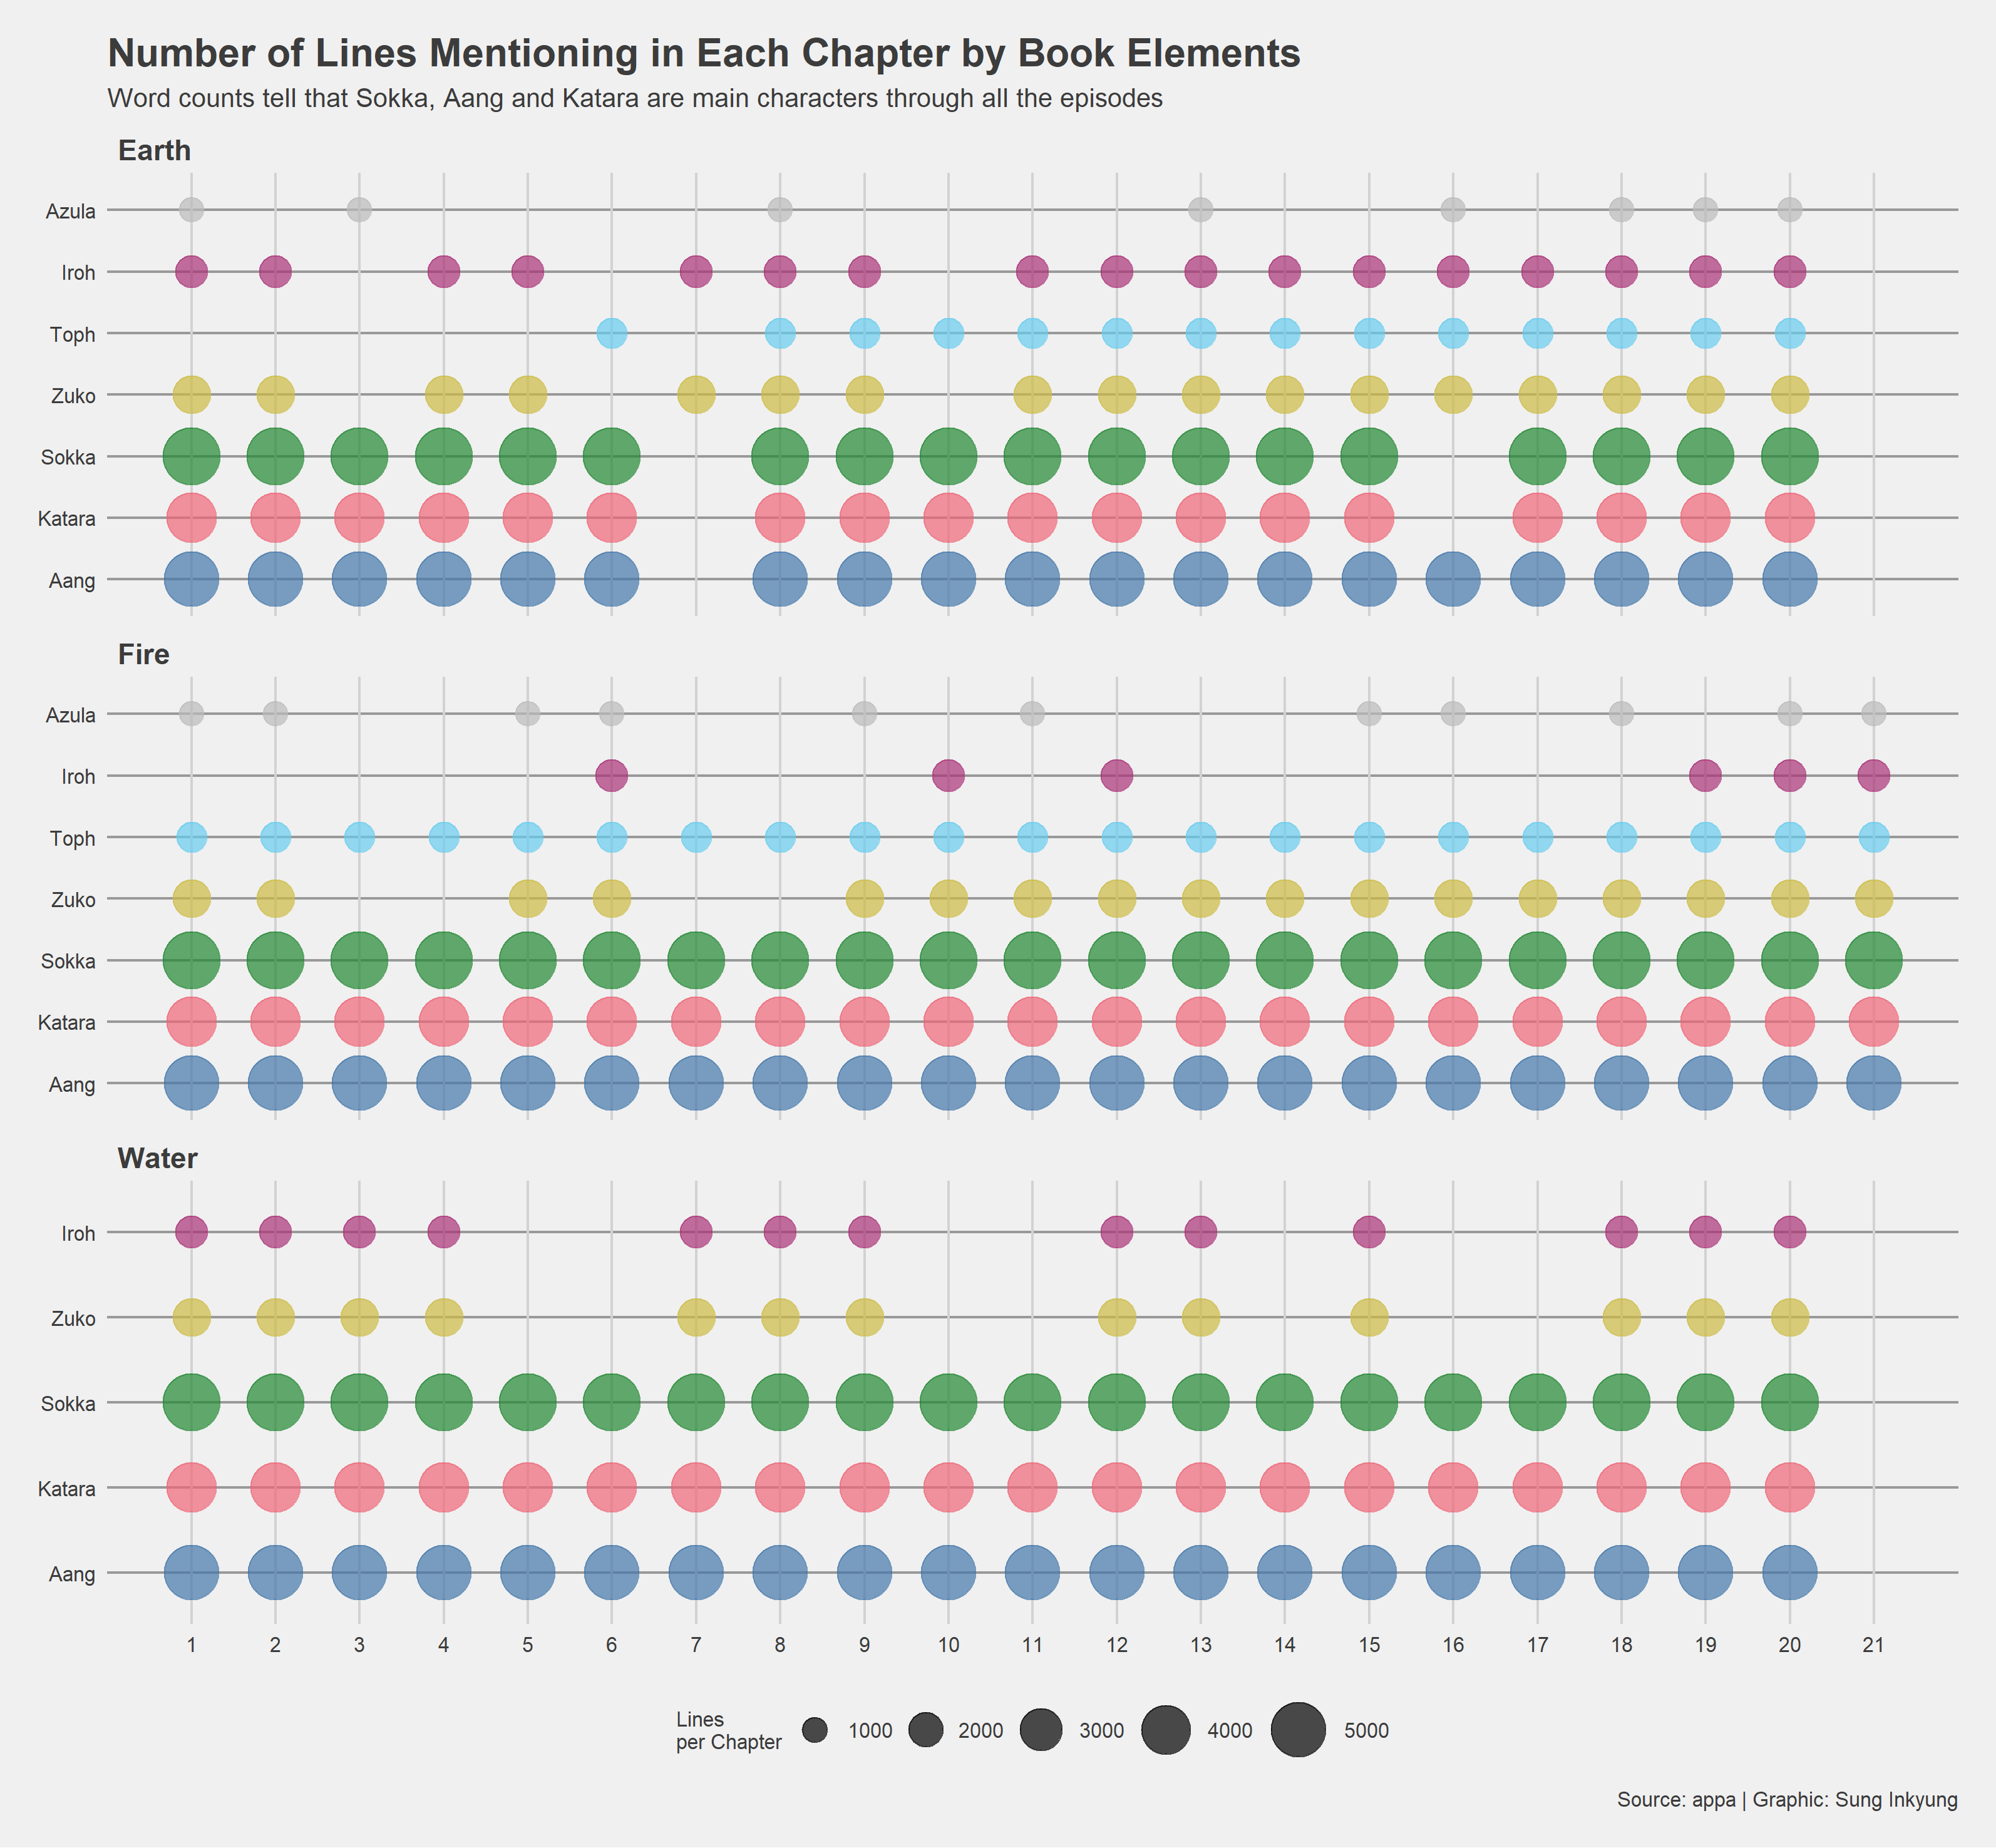 Number of Lines Mentioning in Each Chapter by Book Elements
Word counts tell that Sokka, Aang and Katara are main characters through all the episodes
Earth
Azula
Iroh
Toph
Zuko
Sokka
Katara
Aang
Fire
Azula
Iroh
Toph
Zuko
Sokka
Katara
Aang
Water
Iroh
Zuko
Sokka
Katara
Aang
1 2 3 4 5 6 7 8 9 10 11 12 13 14 15 16 17 18 19 20 21
Lines
per Chapter
1000 2000 3000 4000 5000
Source: appa | Graphic: Sung Inkyung